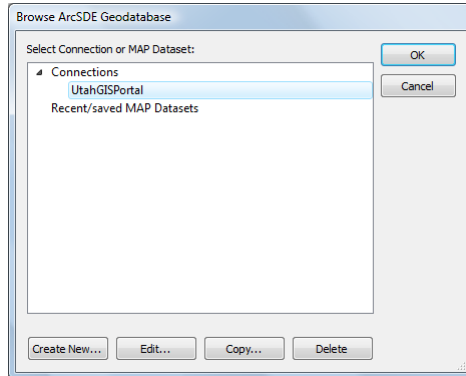 Browse ArcSDE Geodatabase
Select Connection or MAP Dataset:
Connections
UtahGISPortal
Recent/saved MAP Datasets
OK
Cancel
Create New...
Edit...
Copy...
Delete